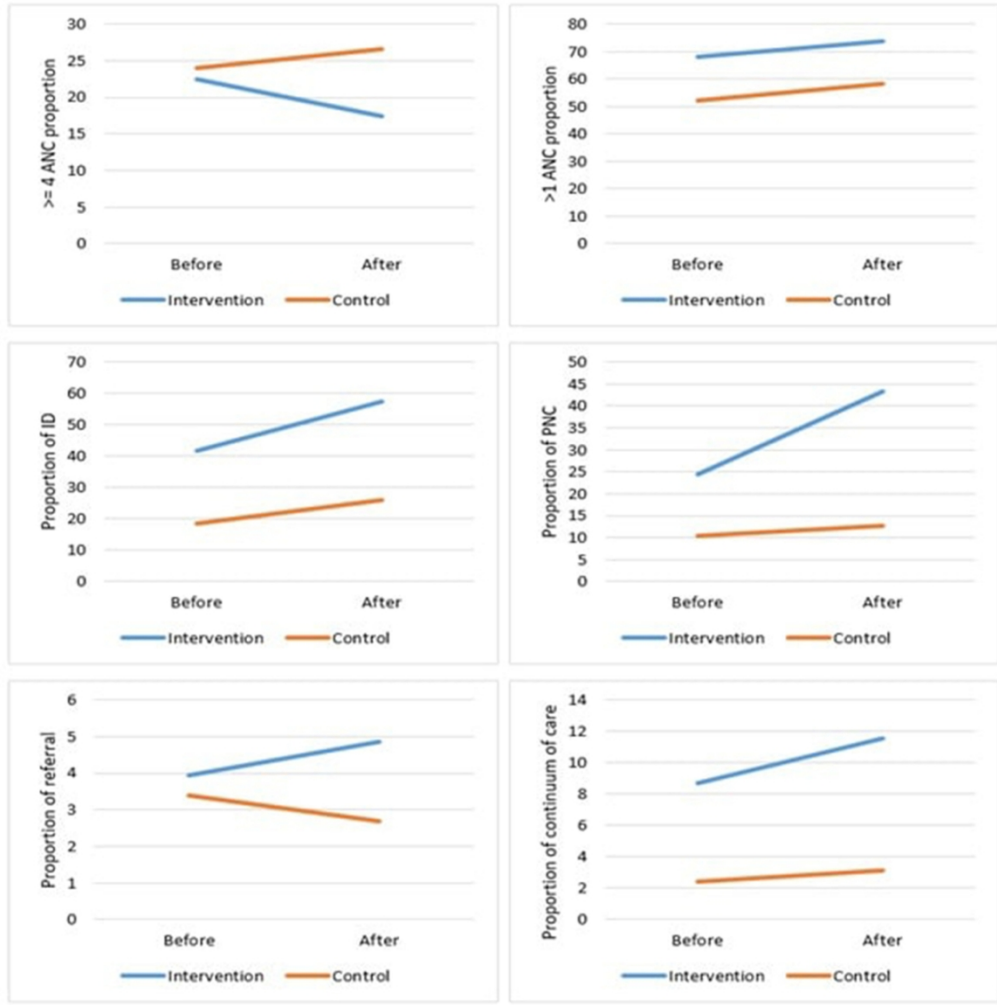 >= 4 ANC proportion
30
25
20
15
10
5
0
Before After
Intervention Control
>1 ANC proportion
80
70
60
50
40
30
20
10
0
Before After
Intervention Control
Proportion of ID
70
60
50
40
30
20
10
0
Before After
Intervention Control
Proportion of PNC
50
45
40
35
30
25
20
15
10
5
0
Before After
Intervention Control
Proportion of referral
6
5
4
3
2
1
0
Before After
Intervention Control
Proportion of continuum of care
14
12
10
8
6
4
2
0
Before After
Intervention Control